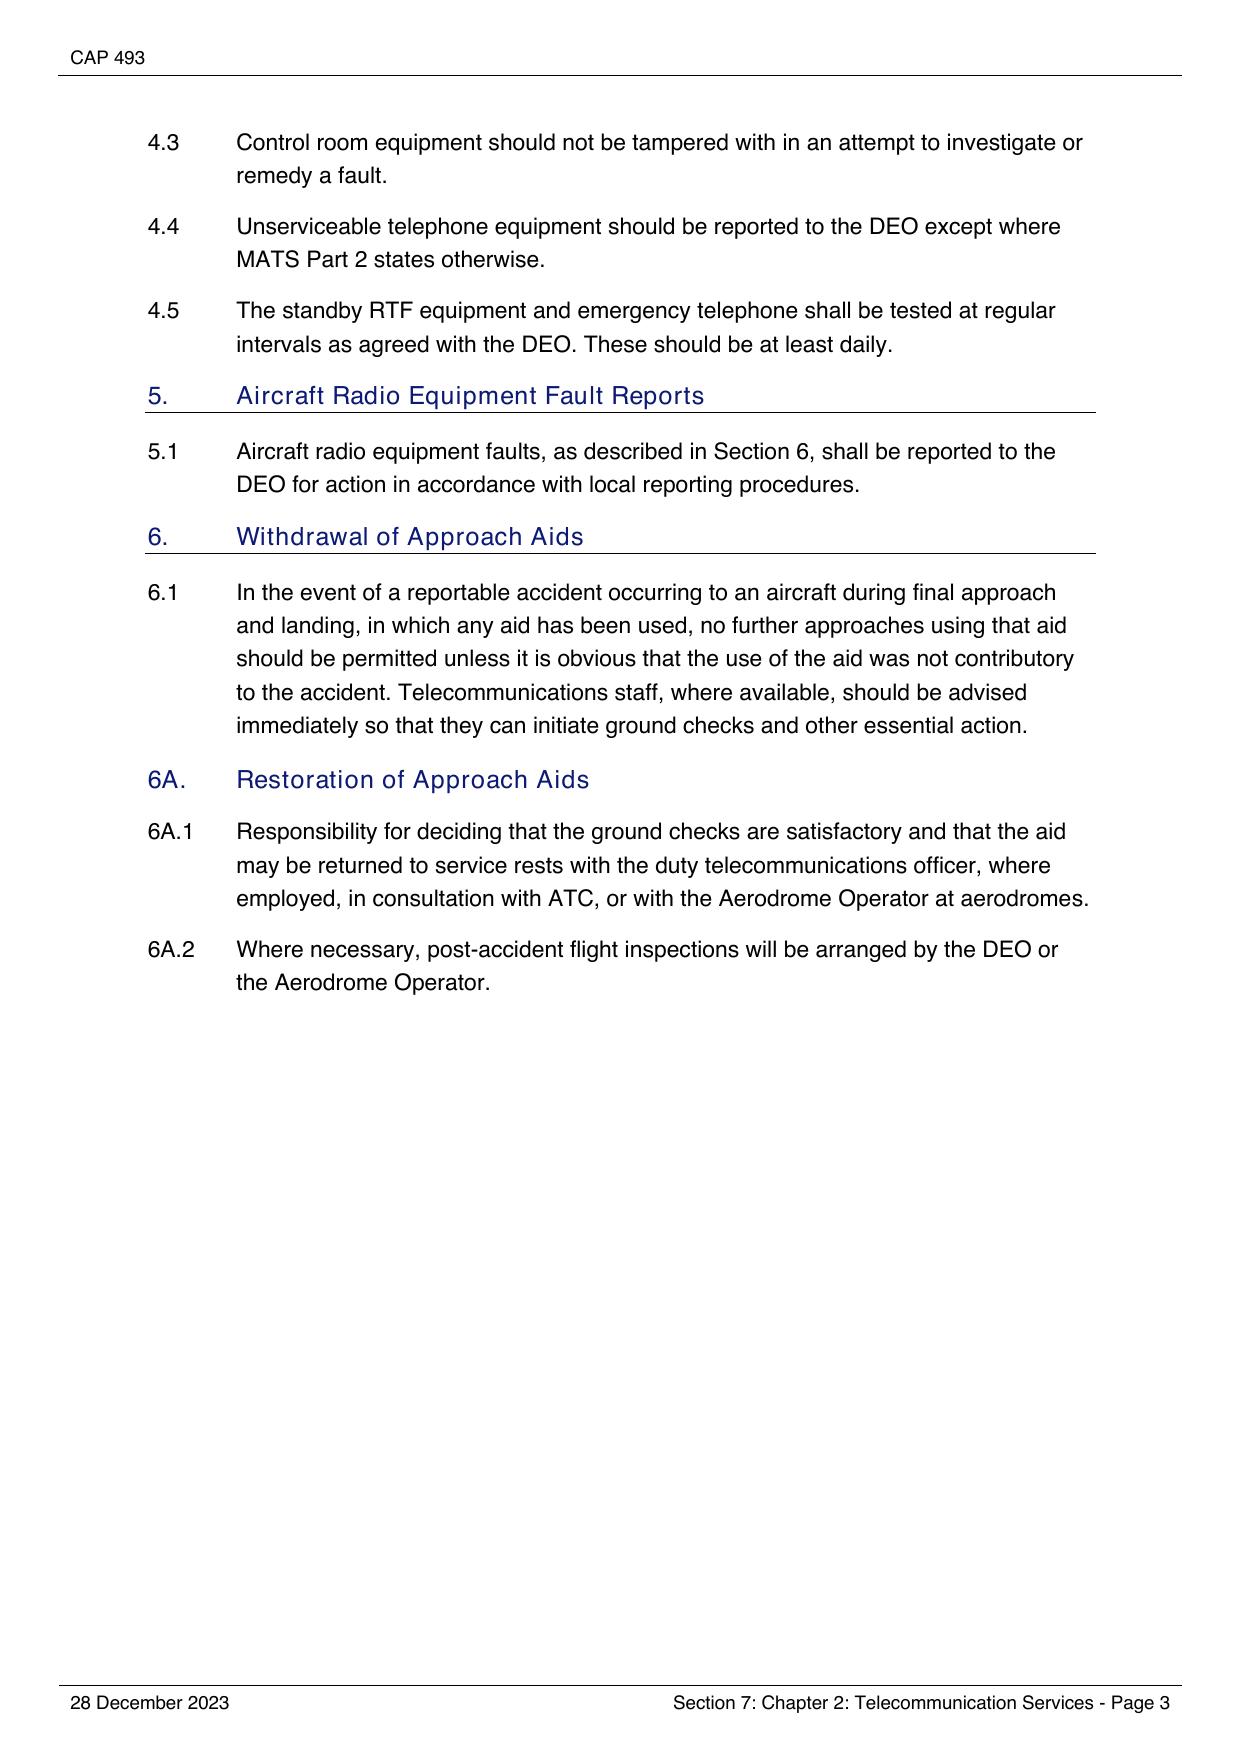 CAP 493
4.3 Control room equipment should not be tampered with in an attempt to investigate or
remedy a fault.
4.4 Unserviceable telephone equipment should be reported to the DEO except where
MATS Part 2 states otherwise.
4.5 The standby RTF equipment and emergency telephone shall be tested at regular
intervals as agreed with the DEO. These should be at least daily.
5. Aircraft Radio Equipment Fault Reports
5.1 Aircraft radio equipment faults, as described in Section 6, shall be reported to the
DEO for action in accordance with local reporting procedures.
6. Withdrawal of Approach Aids
6.1 In the event of a reportable accident occurring to an aircraft during final approach
and landing, in which any aid has been used, no further approaches using that aid
should be permitted unless it is obvious that the use of the aid was not contributory
to the accident. Telecommunications staff, where available, should be advised
immediately so that they can initiate ground checks and other essential action.
6A. Restoration of Approach Aids
6A.1 Responsibility for deciding that the ground checks are satisfactory and that the aid
may be returned to service rests with the duty telecommunications officer, where
employed, in consultation with ATC, or with the Aerodrome Operator at aerodromes.
6A.2 Where necessary, post-accident flight inspections will be arranged by the DEO or
the Aerodrome Operator.
28 December 2023 Section 7: Chapter 2: Telecommunication Services - Page 3